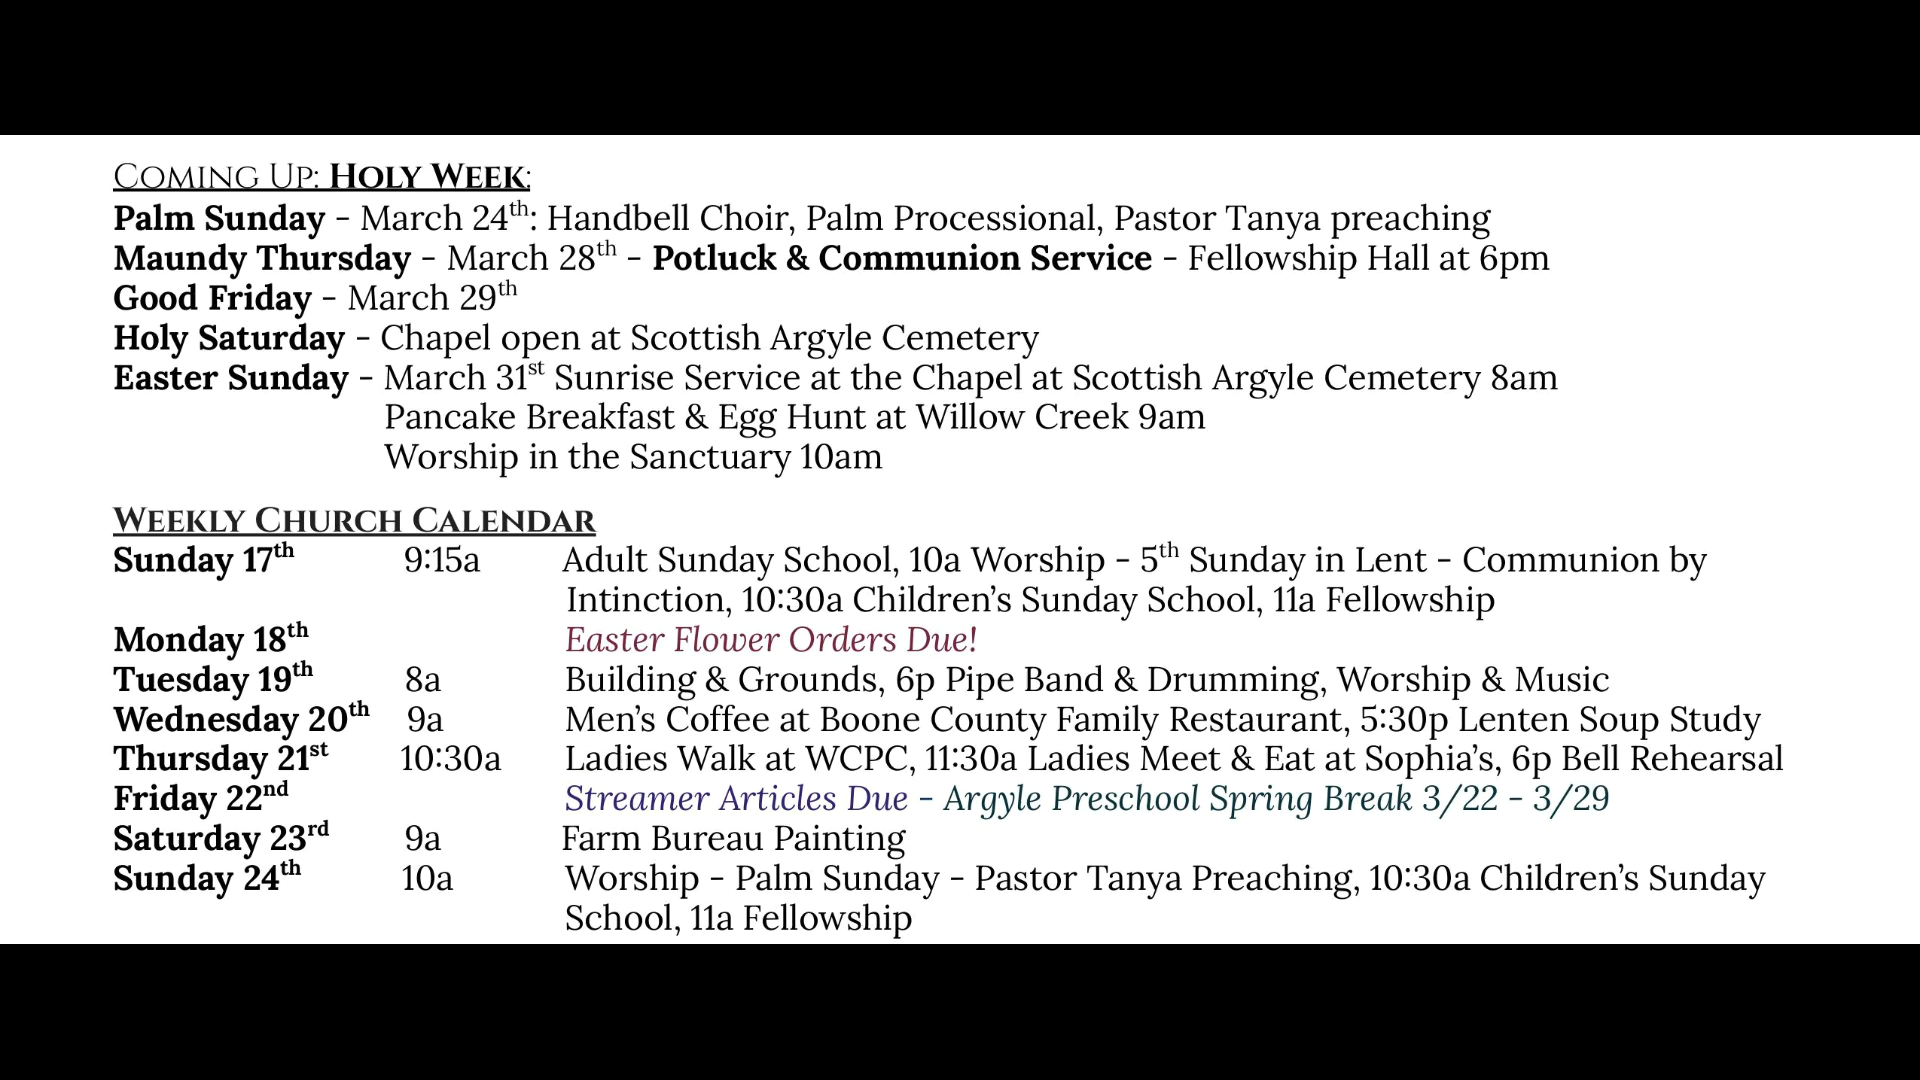 Coming Up: Holy Week:
Palm Sunday - March 24th: Handbell Choir, Palm Processional, Pastor Tanya preaching
Maundy Thursday - March 28th - Potluck & Communion Service - Fellowship Hall at 6pm
Good Friday - March 29th
Holy Saturday - Chapel open at Scottish Argyle Cemetery
Easter Sunday - March 31st Sunrise Service at the Chapel at Scottish Argyle Cemetery 8am
Pancake Breakfast & Egg Hunt at Willow Creek 9am
Worship in the Sanctuary 10am
Weekly Church Calendar
Sunday 17th 9:15a Adult Sunday School, 10a Worship - 5th Sunday in Lent - Communion by
Intinction, 10:30a Children's Sunday School, 11a Fellowship
Monday 18th Easter Flower Orders Due!
Tuesday 19th 8a Building & Grounds, 6p Pipe Band & Drumming, Worship & Music
Wednesday 20th 9a Men's Coffee at Boone County Family Restaurant, 5:30p Lenten Soup Study
Thursday 21st 10:30a Ladies Walk at WCPC, 11:30a Ladies Meet & Eat at Sophia's, 6p Bell Rehearsal
Friday 22nd Streamer Articles Due - Argyle Preschool Spring Break 3/22 - 3/29
Saturday 23rd 9a Farm Bureau Painting
Sunday 24th 10a Worship - Palm Sunday - Pastor Tanya Preaching, 10:30a Children's Sunday
School, 11a Fellowship